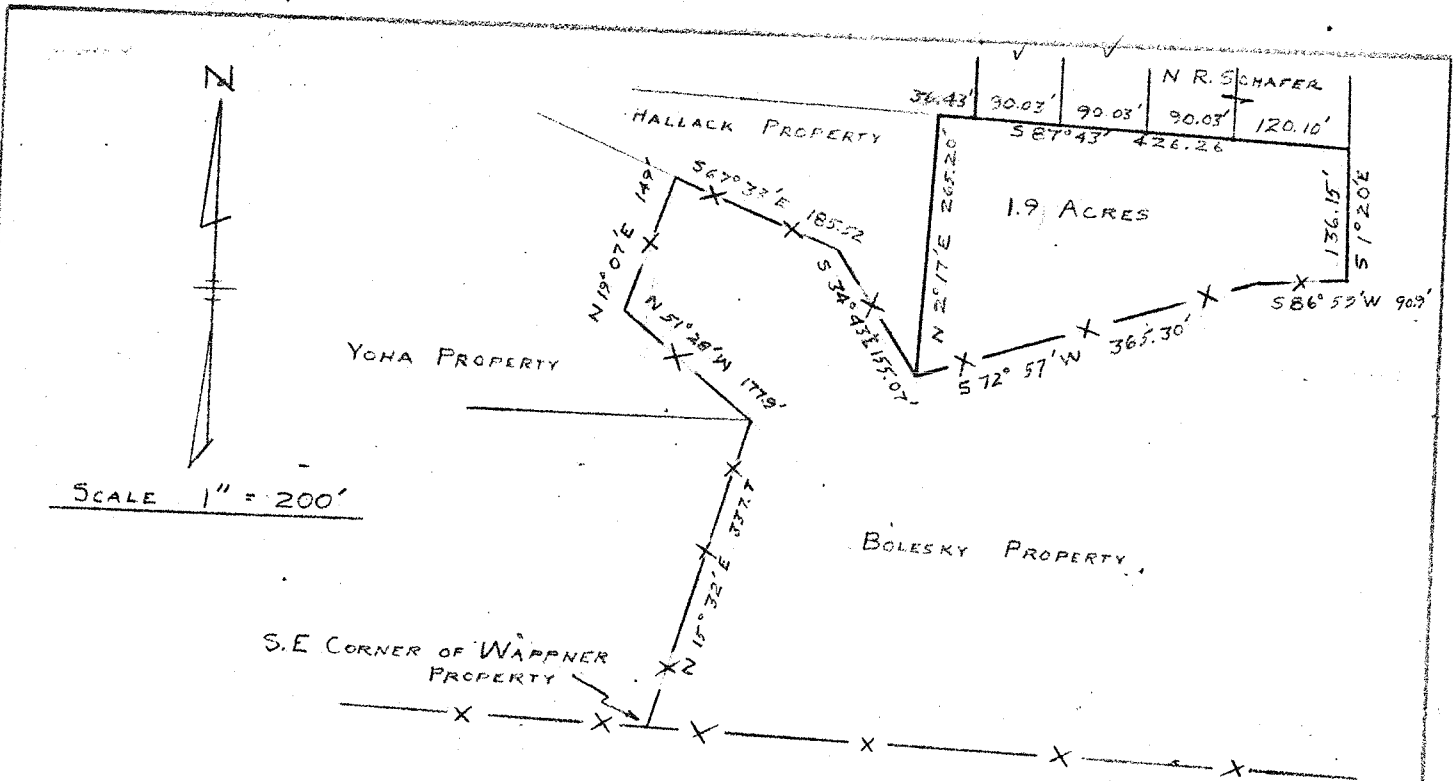 N
N R. SCHAFER
36.43' 90.03' 90.03' 90.03' 120.10'
S 87° 43' 426.26
HALLACK PROPERTY
S 67° 33' E 185.52
N 19° 07' E 149'
N 51° 28' W 177.9'
S 34° 43' E 155.07'
N 2° 17' E 265.20'
1.9 ACRES
136.15'
S 1° 20' E
S 86° 55' W 90.9'
S 72° 57' W 365.30'
YOHA PROPERTY
SCALE 1" = 200'
N 15° 32' E 337.7
BOLESKY PROPERTY
S.E CORNER OF WAPPNER
PROPERTY